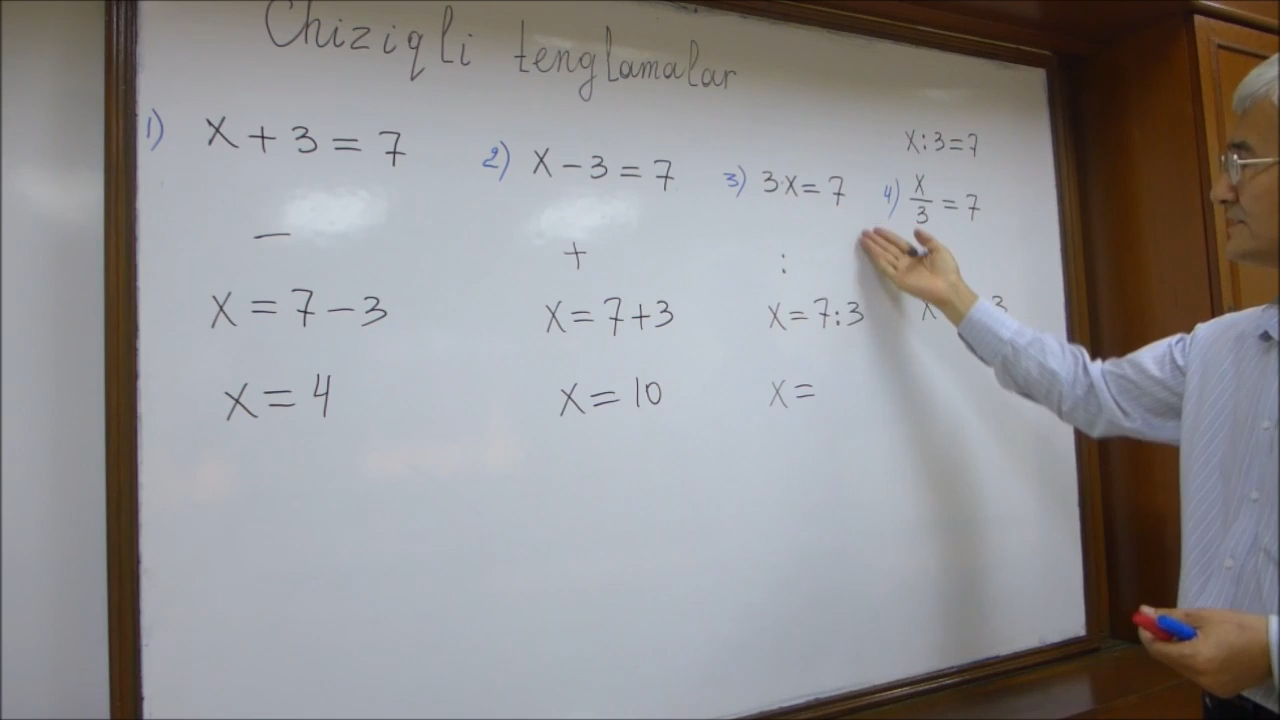 Chiziqli tenglamalar
1) x + 3 = 7
—
x = 7 - 3
x = 4
2) x - 3 = 7
+
x = 7 + 3
x = 10
3) 3·x = 7
:
x = 7:3
x =
x:3 = 7
4) x/3 = 7
x 3